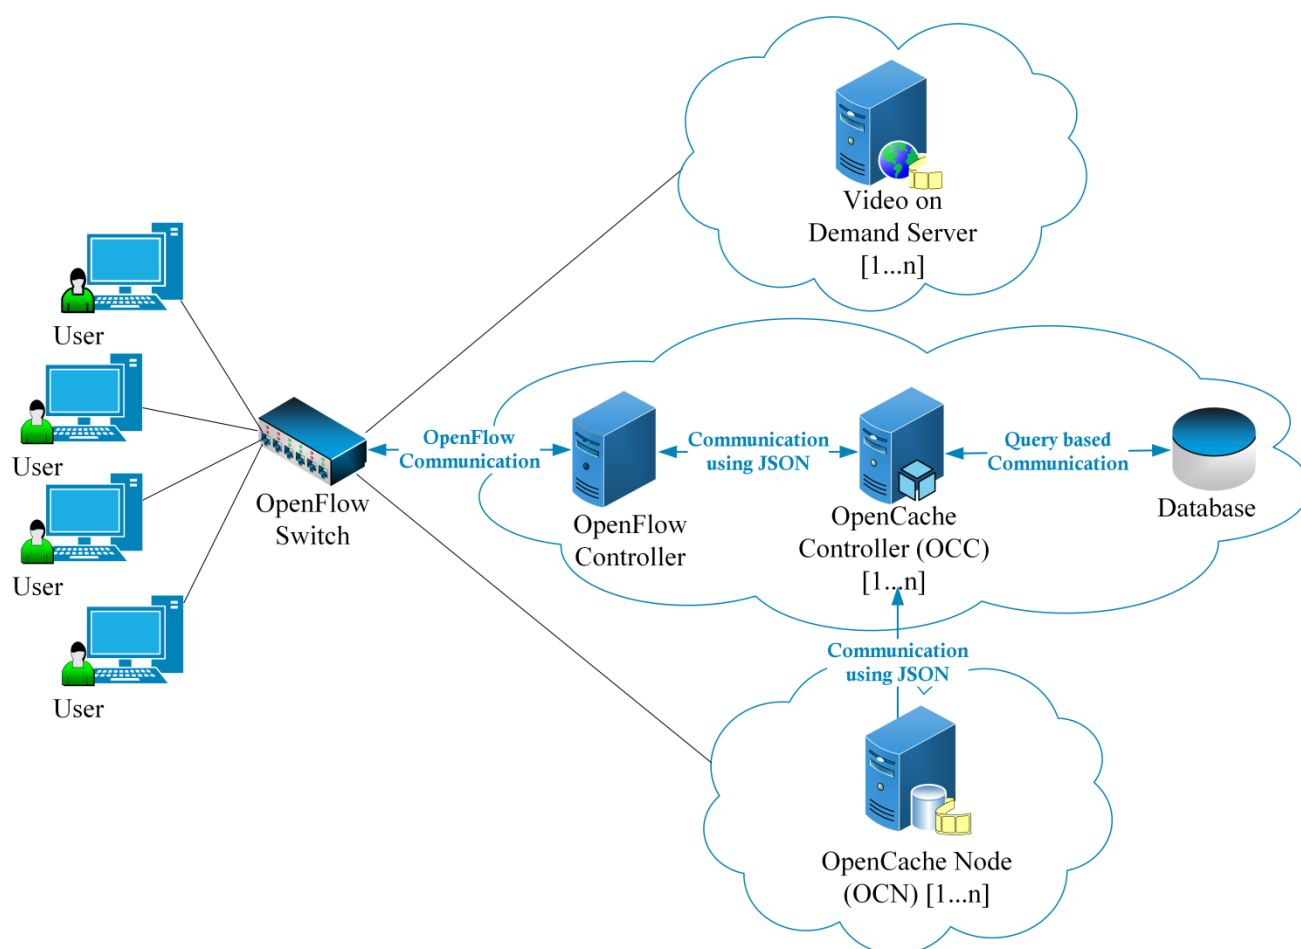 Video on
Demand Server
[1...n]
User
User
User
User
OpenFlow
Switch
OpenFlow
Communication
OpenFlow
Controller
Communication
using JSON
OpenCache
Controller (OCC)
[1...n]
Query based
Communication
Database
Communication
using JSON
OpenCache Node
(OCN) [1...n]